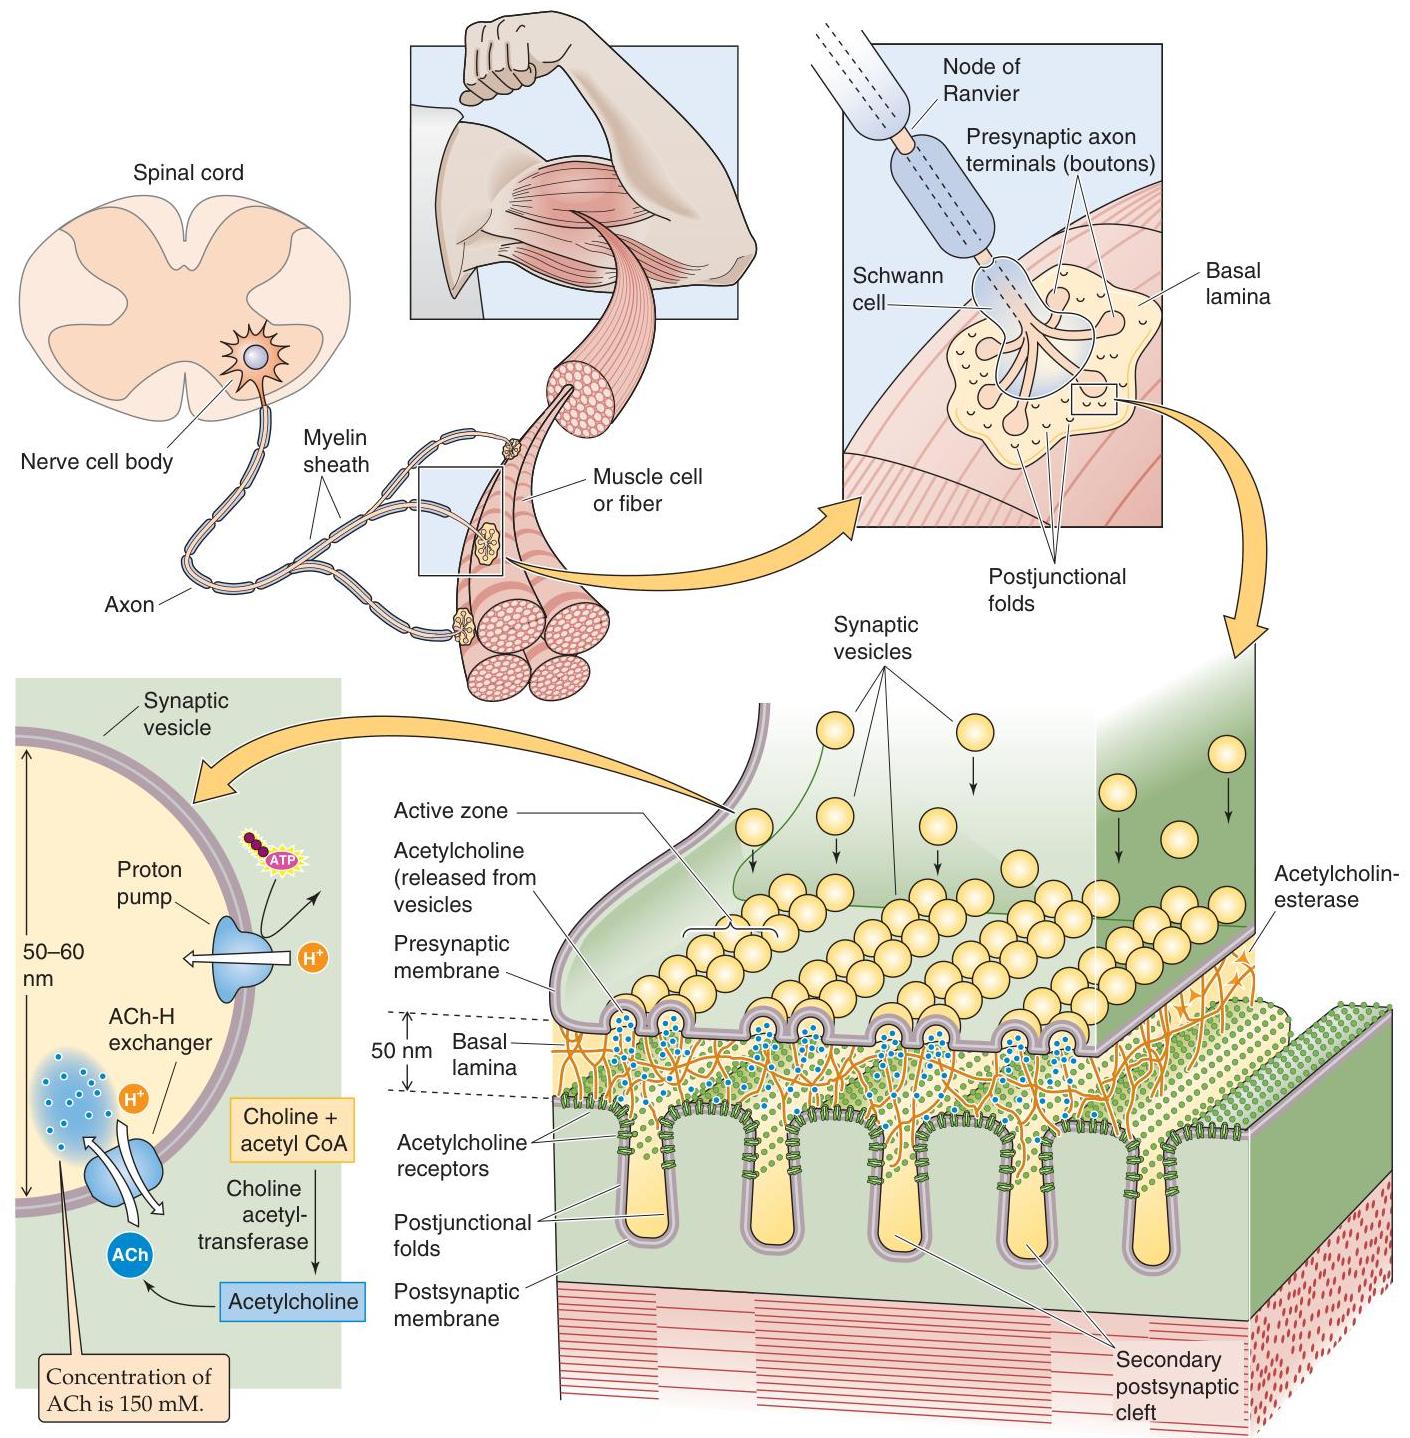 Spinal cord
Nerve cell body
Myelin
sheath
Axon
Muscle cell
or fiber
Node of
Ranvier
Presynaptic axon
terminals (boutons)
Schwann
cell
Basal
lamina
Postjunctional
folds
Synaptic
vesicle
Proton
pump
ATP
H+
50–60
nm
ACh-H
exchanger
H+
Choline +
acetyl CoA
Choline
acetyl-
transferase
ACh
Acetylcholine
Concentration of
ACh is 150 mM.
Synaptic
vesicles
Active zone
Acetylcholine
(released from
vesicles
Presynaptic
membrane
50 nm
Basal
lamina
Acetylcholine
receptors
Postjunctional
folds
Postsynaptic
membrane
Acetylcholin-
esterase
Secondary
postsynaptic
cleft